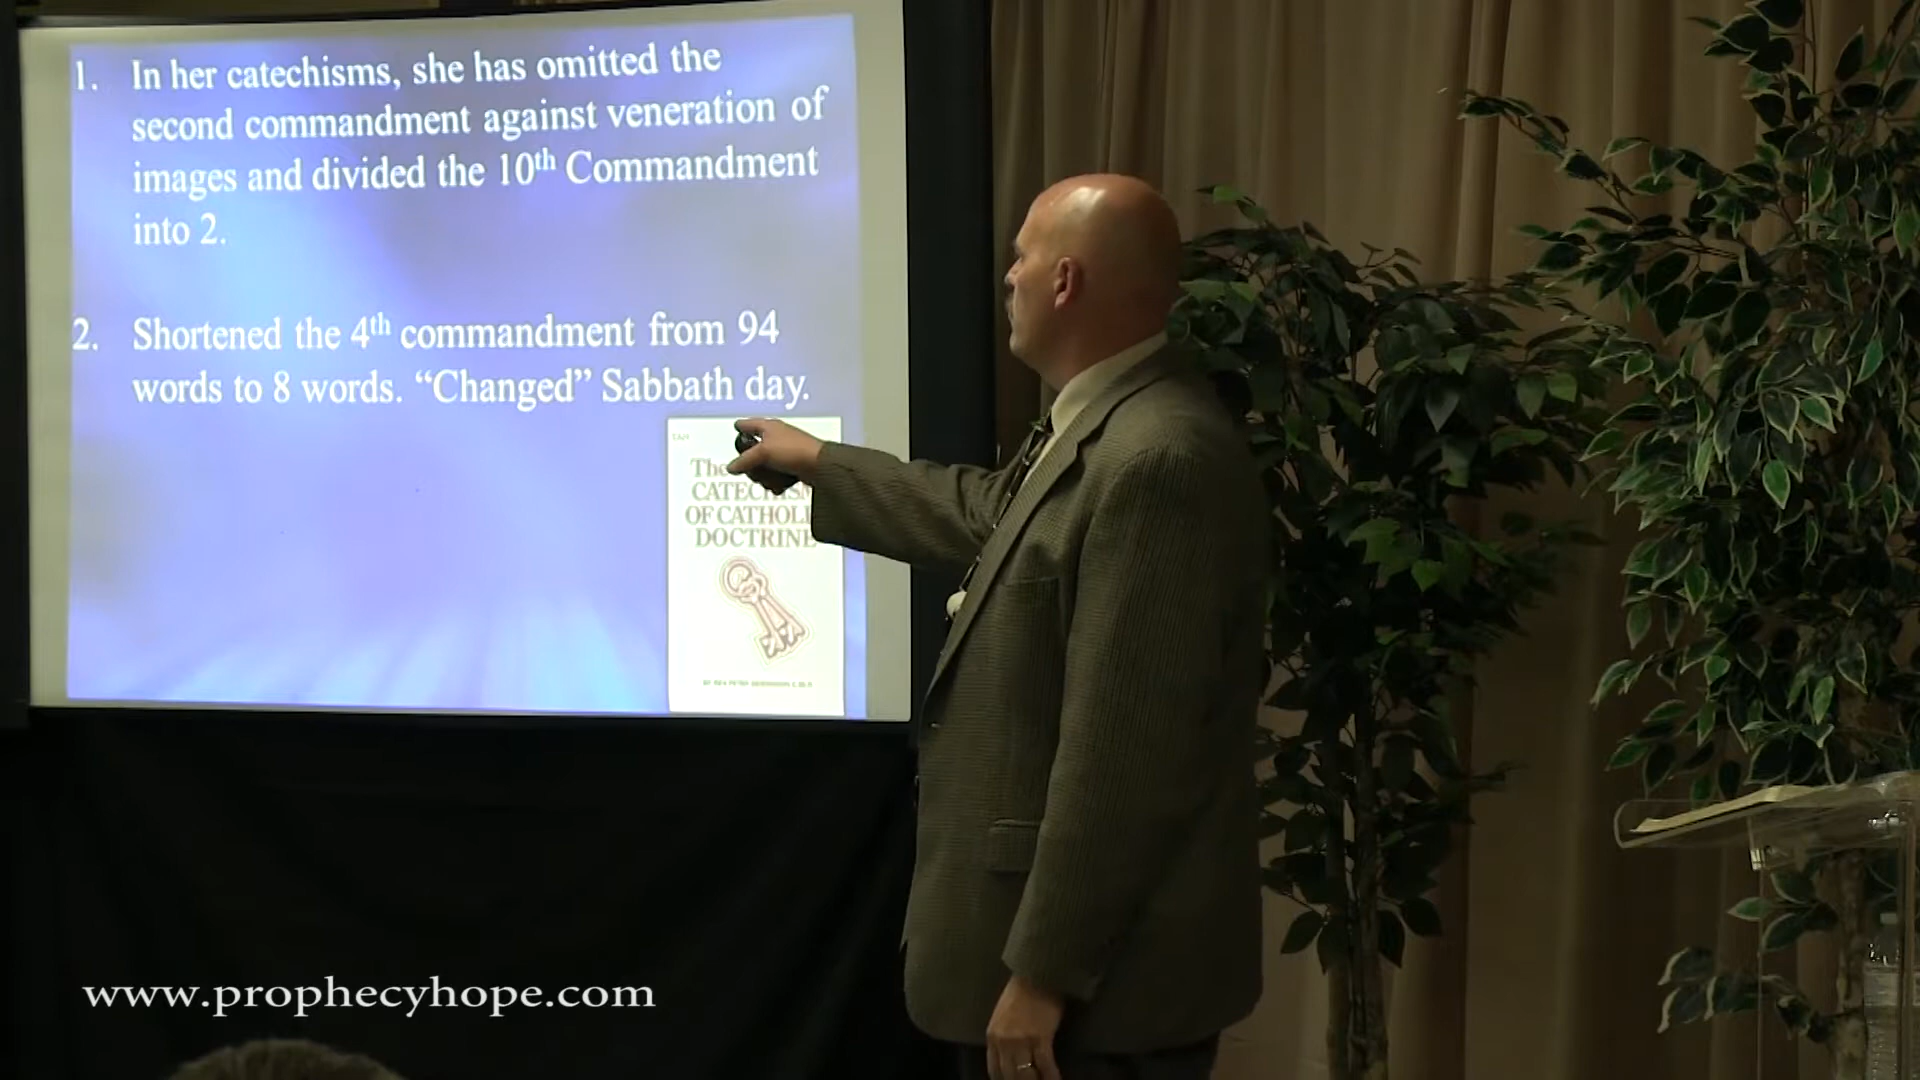 1. In her catechisms, she has omitted the
second commandment against veneration of
images and divided the 10th Commandment
into 2.
2. Shortened the 4th commandment from 94
words to 8 words. “Changed” Sabbath day.
The
CATECHISM
OF CATHOLI
DOCTRINE
www.prophecyhope.com